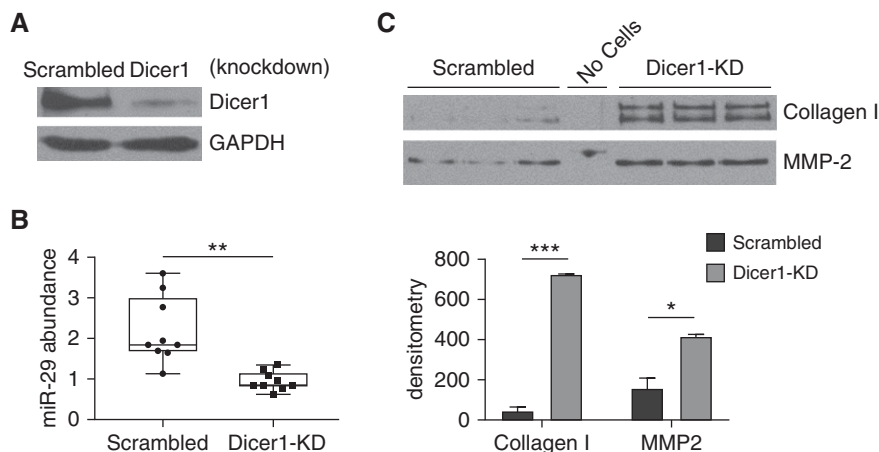 A
Scrambled Dicer1 (knockdown)
Dicer1
GAPDH
B
**
miR-29 abundance
4
3
2
1
0
Scrambled Dicer1-KD
C
Scrambled No Cells Dicer1-KD
Collagen I
MMP-2
Scrambled
Dicer1-KD
densitometry
800
600
400
200
0
***
*
Collagen I MMP2